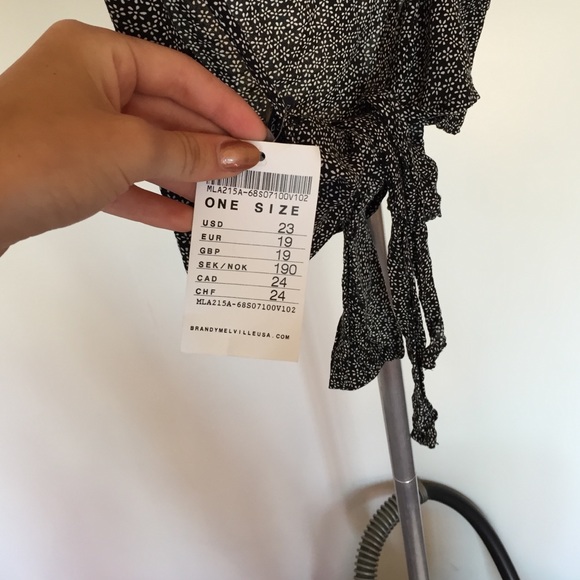 MLA215A-68S07100V102
ONE SIZE
USD 23
EUR 19
GBP 19
SEK/NOK 190
CAD 24
CHF 24
MLA215A-68S07100V102
BRANDYMELVILLEUSA.COM